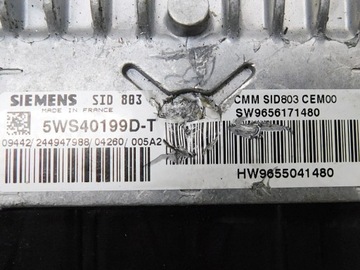 SIEMENS SID 803
MADE IN FRANCE
5WS40199D-T
09442/244947988/04260/005A2
CMM SID803 CEM00
SW9656171480
HW9655041480